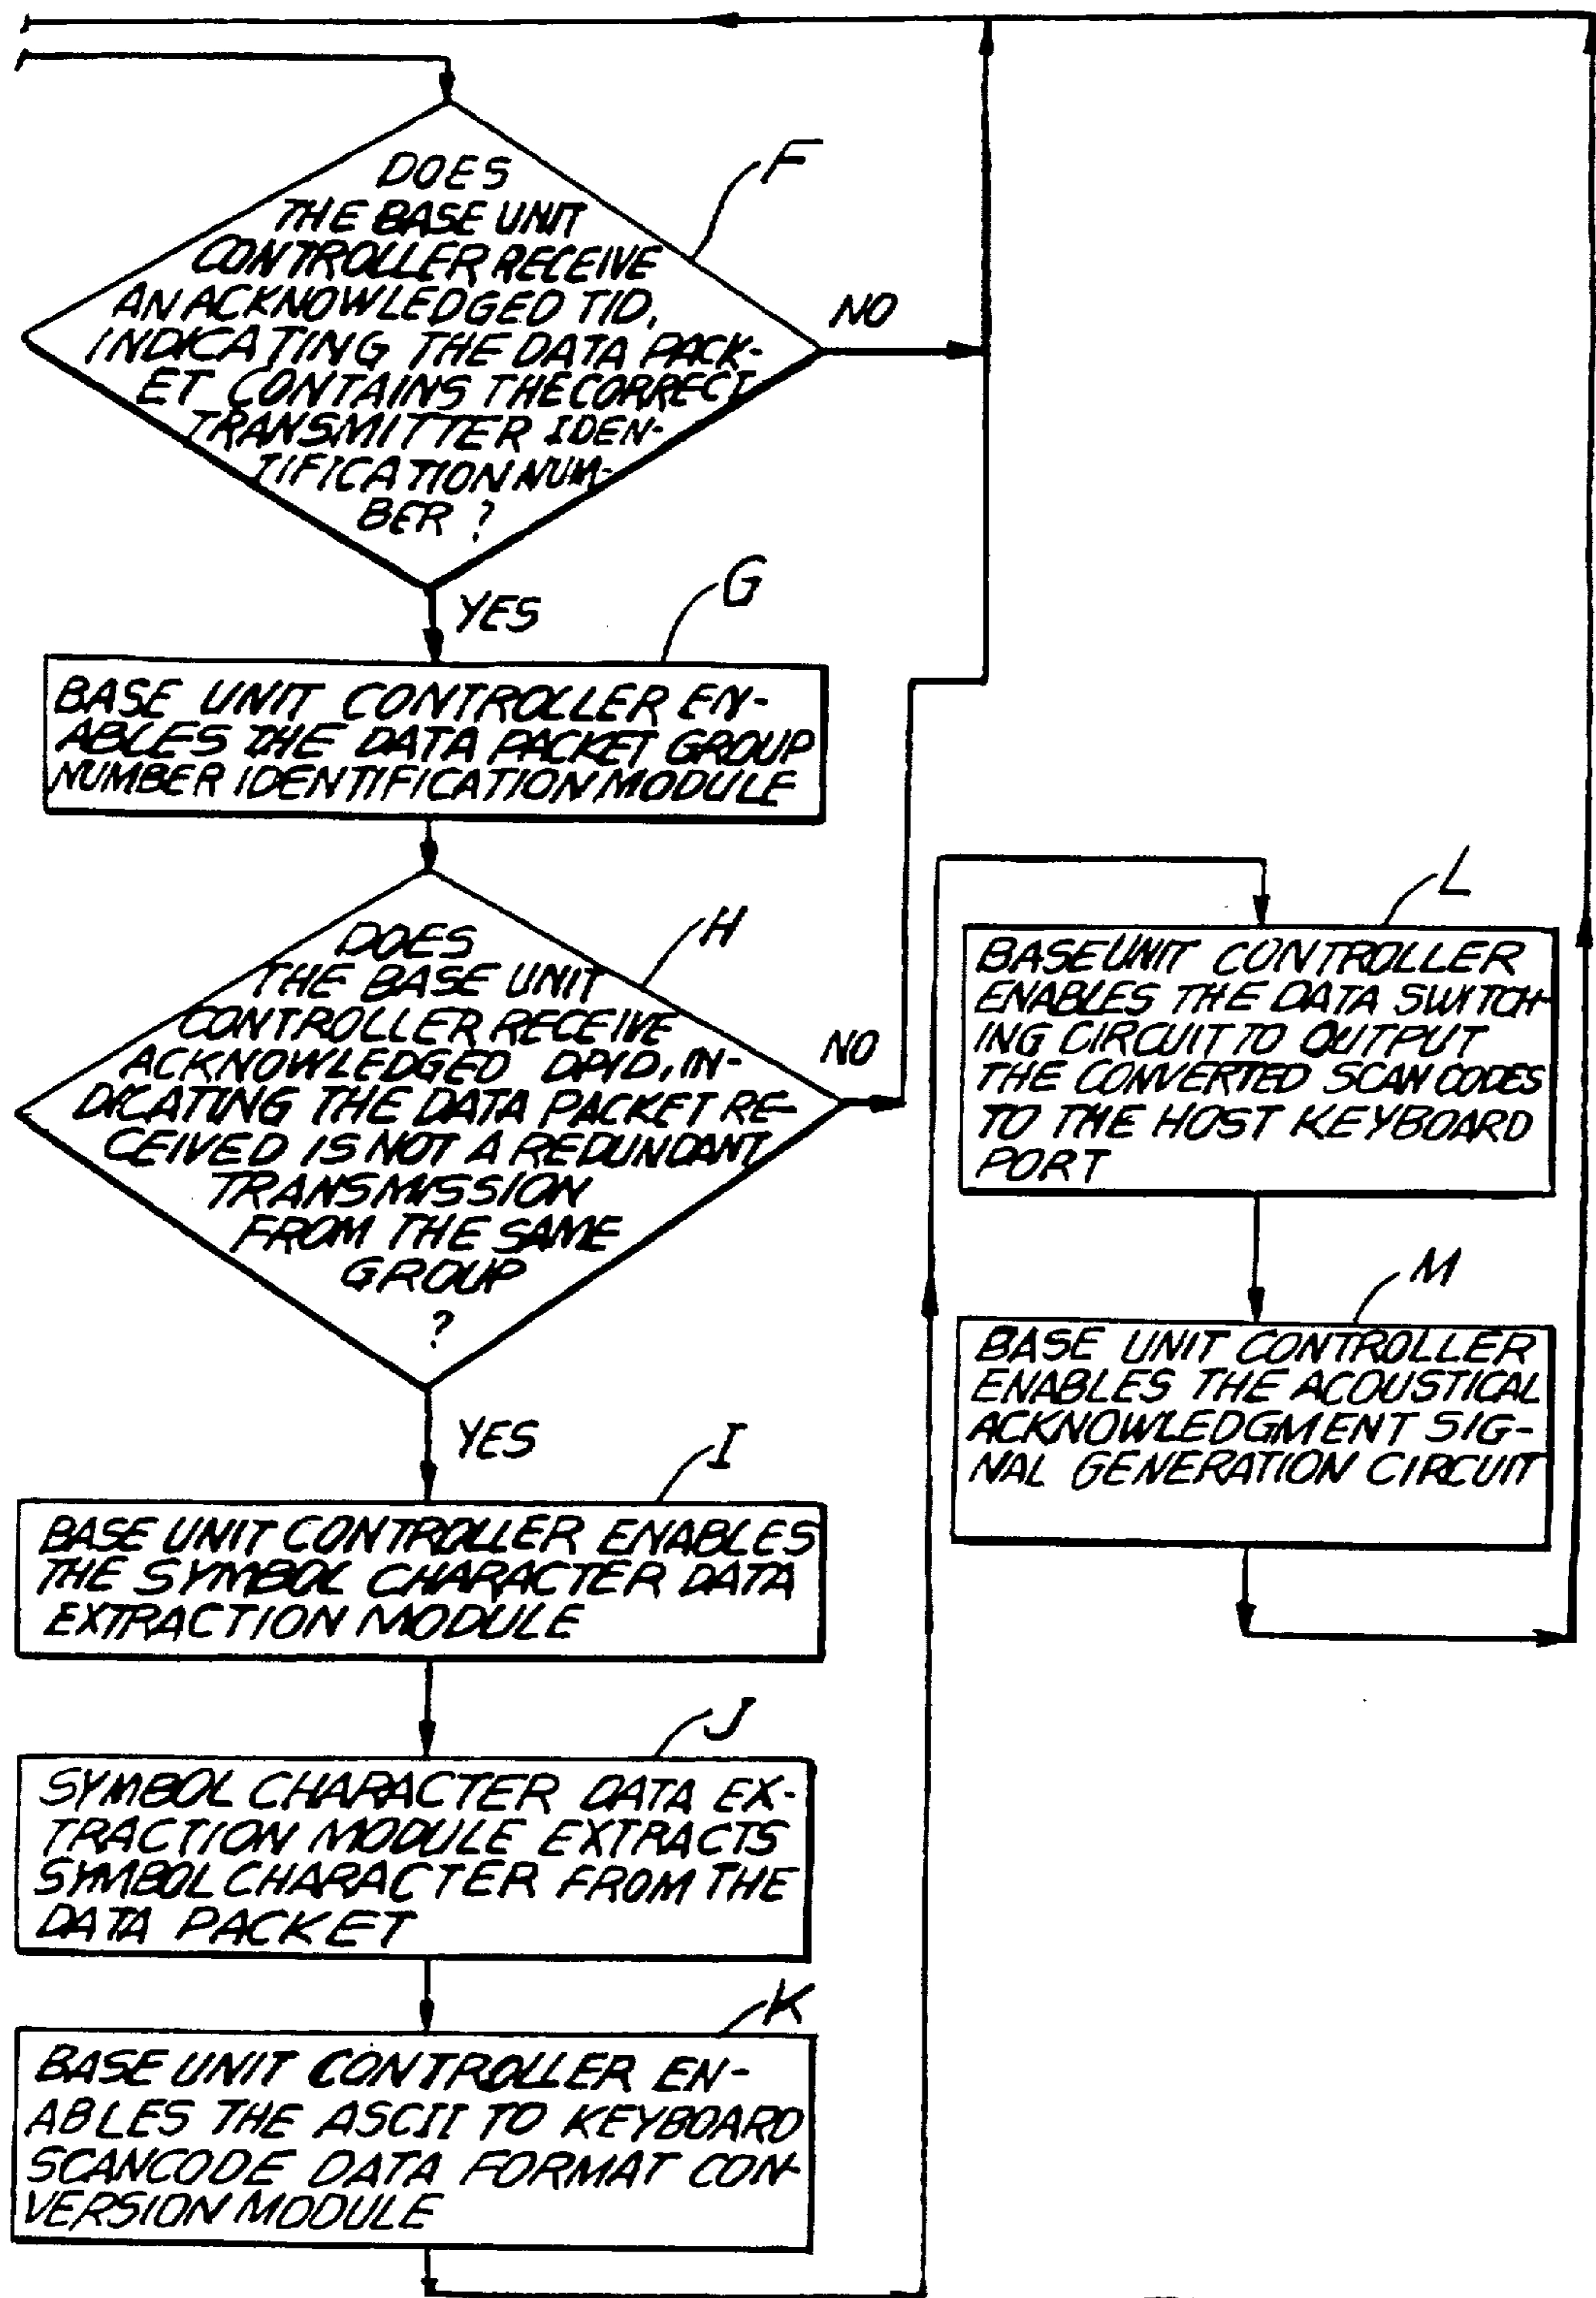 F
DOES
THE BASE UNIT
CONTROLLER RECEIVE
AN ACKNOWLEDGED TID,
INDICATING THE DATA PACK-
ET CONTAINS THE CORRECT
TRANSMITTER IDEN-
TIFICATION NUM-
BER ?
NO
YES
G
BASE UNIT CONTROLLER EN-
ABLES THE DATA PACKET GROUP
NUMBER IDENTIFICATION MODULE
H
DOES
THE BASE UNIT
CONTROLLER RECEIVE
ACKNOWLEDGED DPID, IN-
DICATING THE DATA PACKET RE-
CEIVED IS NOT A REDUNDANT
TRANSMISSION
FROM THE SAME
GROUP
?
NO
YES
I
BASE UNIT CONTROLLER ENABLES
THE SYMBOL CHARACTER DATA
EXTRACTION MODULE
J
SYMBOL CHARACTER DATA EX-
TRACTION MODULE EXTRACTS
SYMBOL CHARACTER FROM THE
DATA PACKET
K
BASE UNIT CONTROLLER EN-
ABLES THE ASCII TO KEYBOARD
SCANCODE DATA FORMAT CON-
VERSION MODULE
L
BASE UNIT CONTROLLER
ENABLES THE DATA SWITCH-
ING CIRCUIT TO OUTPUT
THE CONVERTED SCAN CODES
TO THE HOST KEYBOARD
PORT
M
BASE UNIT CONTROLLER
ENABLES THE ACOUSTICAL
ACKNOWLEDGMENT SIG-
NAL GENERATION CIRCUIT